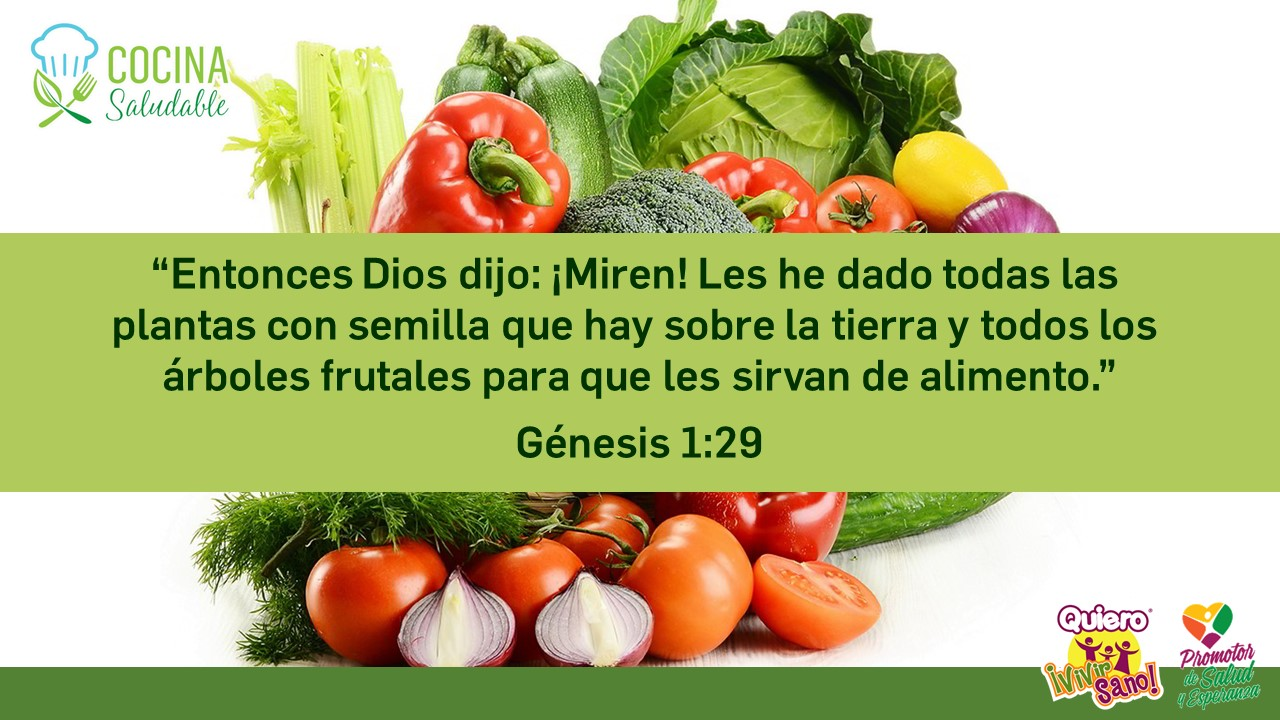 COCINA
Saludable
“Entonces Dios dijo: ¡Miren! Les he dado todas las
plantas con semilla que hay sobre la tierra y todos los
árboles frutales para que les sirvan de alimento.”
Génesis 1:29
Quiero®
¡Vivir
Sano!
Promotor
de Salud
y Esperanza